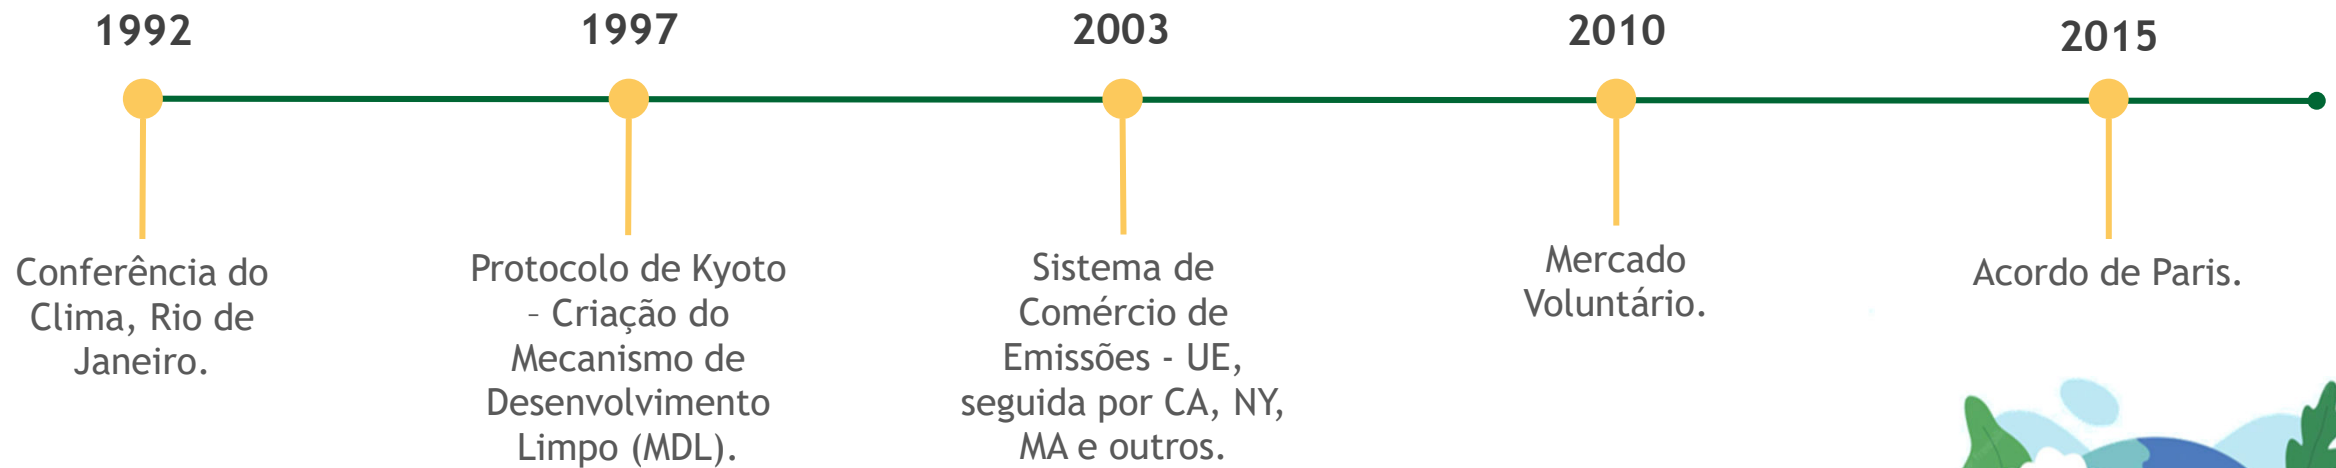 1992
Conferência do
Clima, Rio de
Janeiro.
1997
Protocolo de Kyoto
– Criação do
Mecanismo de
Desenvolvimento
Limpo (MDL).
2003
Sistema de
Comércio de
Emissões - UE,
seguida por CA, NY,
MA e outros.
2010
Mercado
Voluntário.
2015
Acordo de Paris.